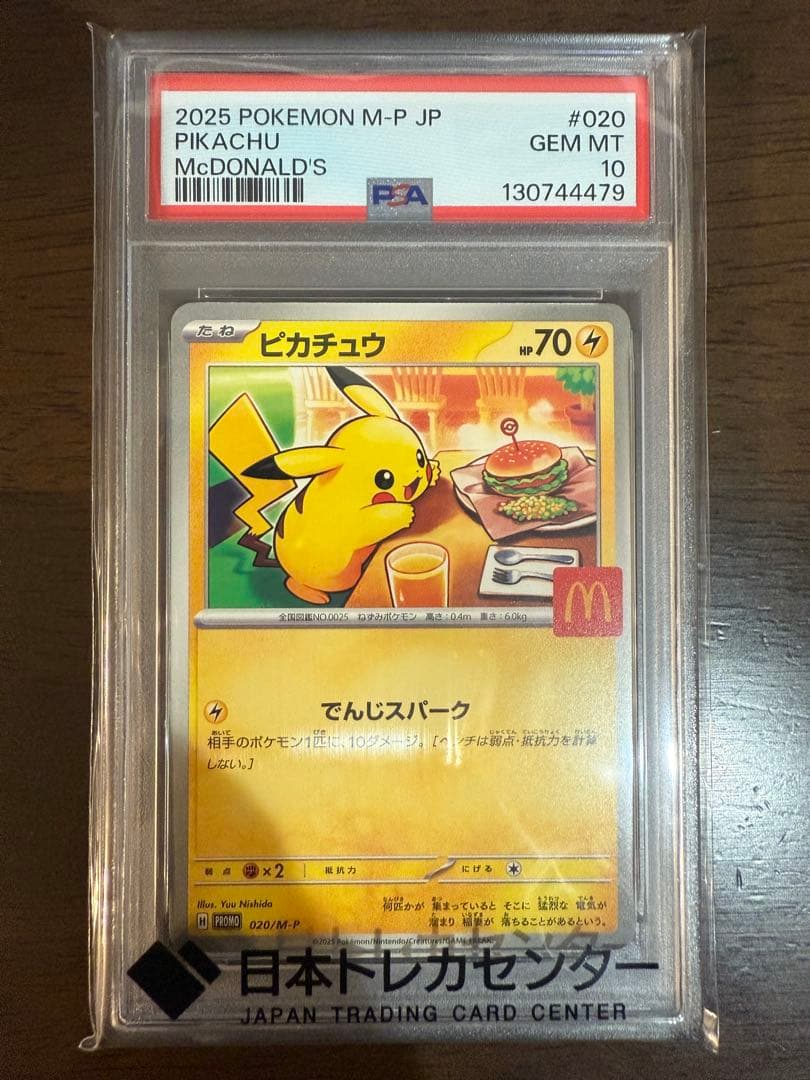 2025 POKEMON M-P JP #020
PIKACHU GEM MT
McDONALD'S 10
PSA 130744479
たね ピカチュウ HP70
全国図鑑NO.0025 ねずみポケモン 高さ:0.4m 重さ:6.0kg
でんじスパーク
相手のポケモン1匹に、10ダメージ。[ベンチは弱点・抵抗力を計算
しない。]
弱点 ×2 抵抗力 にげる
Illus. Yuu Nishida
何匹かが 集まっていると そこに 猛烈な 電気が
溜まり 稲妻が 落ちることがあるという。
H PROMO 020/M-P
©2025 Pokémon/Nintendo/Creatures/GAME FREAK
日本トレカセンター
JAPAN TRADING CARD CENTER